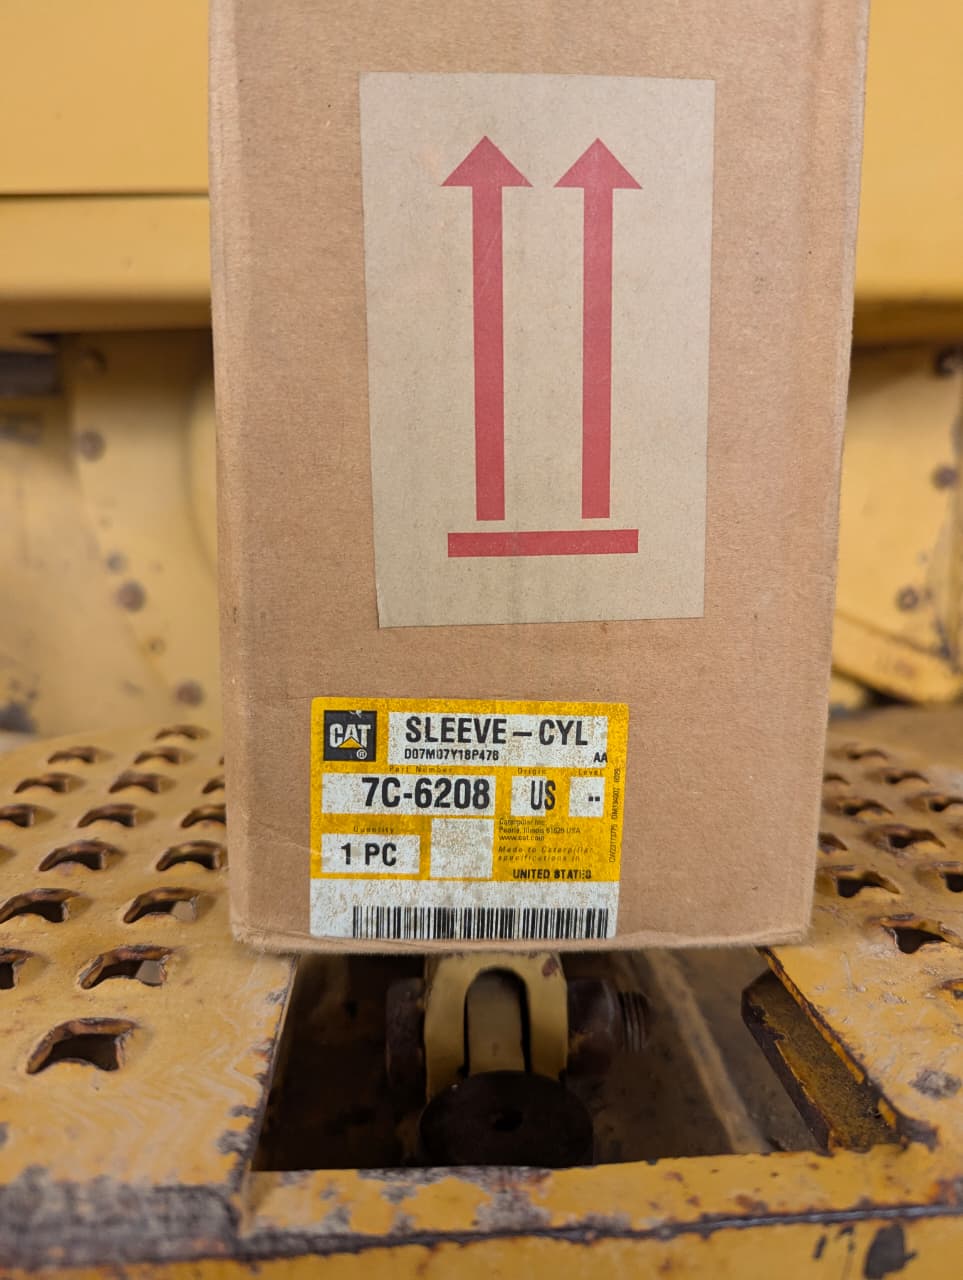 CAT
®
SLEEVE-CYL
D07M07Y18P478
AA
Part Number
Origin
Level
7C-6208
US
--
Quantity
1 PC
Caterpillar Inc.
Peoria, Illinois 61629 USA
www.cat.com
Made to Caterpillar
specifications in
UNITED STATES